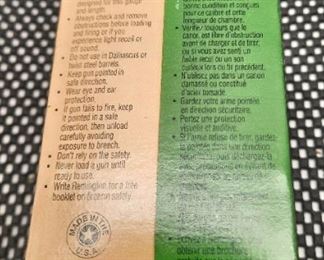 designed for this gauge
and length.
• Always check and remove
obstructions before loading
and firing or if you
experience light recoil or
off sound.
• Do not use in Damascus or
twist steel barrels.
• Keep gun pointed in
safe direction.
• Wear eye and ear
protection.
• If gun fails to fire, keep
it pointed in a safe
direction, then unload
carefully avoiding
exposure to breech.
• Don't rely on the safety.
• Never load a gun until
ready to use.
• Write Remington for a free
booklet on firearm safety.
MADE IN THE
U.S.A.
bonne condition et conçues
pour ce calibre et cette
longueur de chambre.
• Vérifiez toujours que le
canon est libre d'obstruction
avant de charger et de tirer,
ou si vous avez senti un
faible recul ou un son
curieux lors du tir précédent.
• N'utilisez pas dans un canon
damassé ou constitué
d'acier torsadé.
• Gardez votre arme pointée
en direction sécuritaire.
• Portez une protection
visuelle et auditive.
• Si l'arme refuse de tirer, gardez-
la pointée dans une direction
obtenir une brochure